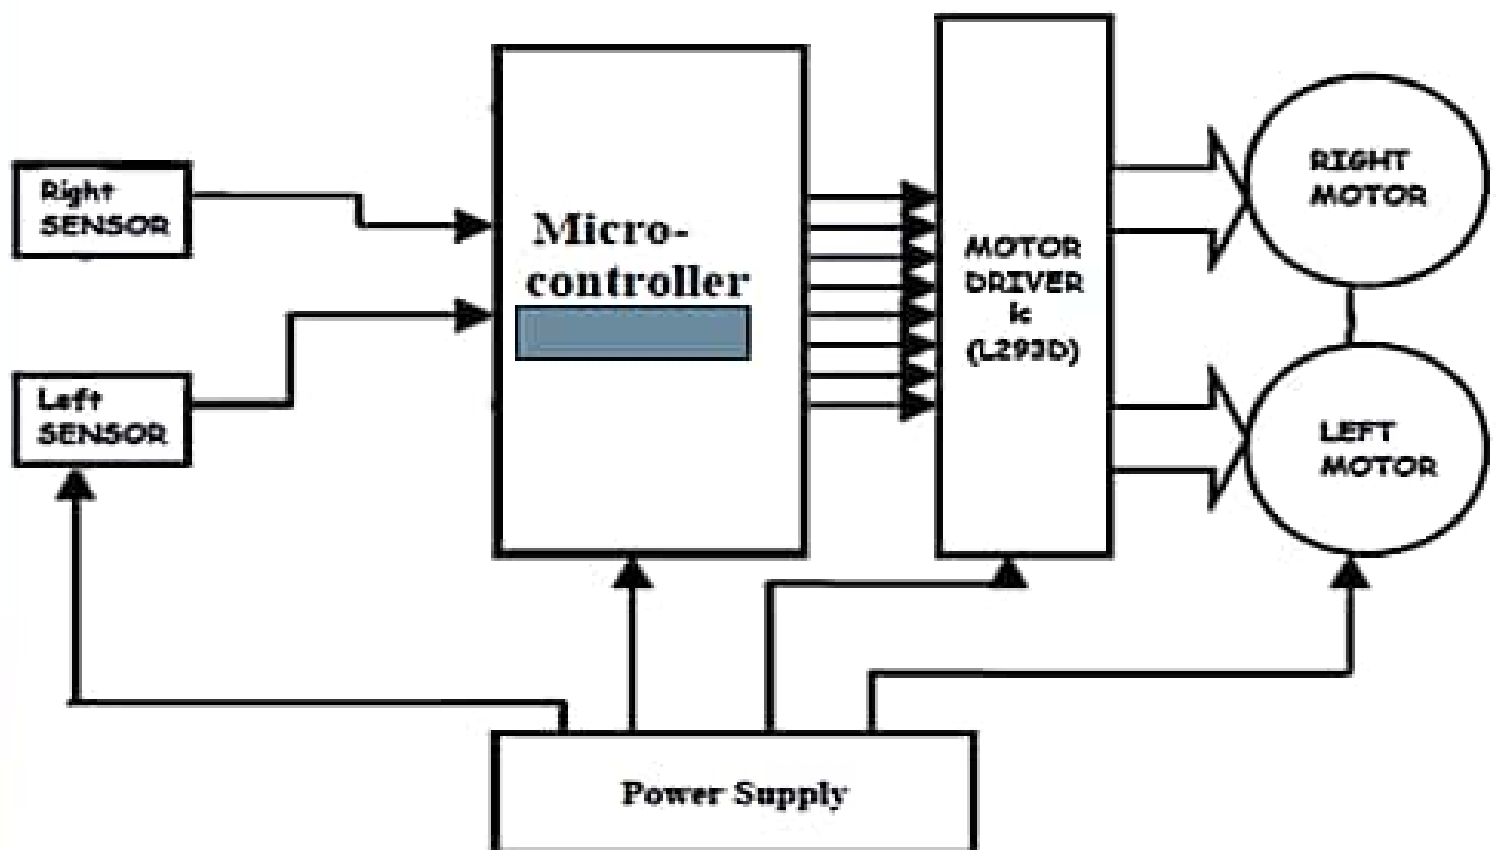 Right
SENSOR
Left
SENSOR
Micro-
controller
MOTOR
DRIVER
ic
(L293D)
RIGHT
MOTOR
LEFT
MOTOR
Power Supply